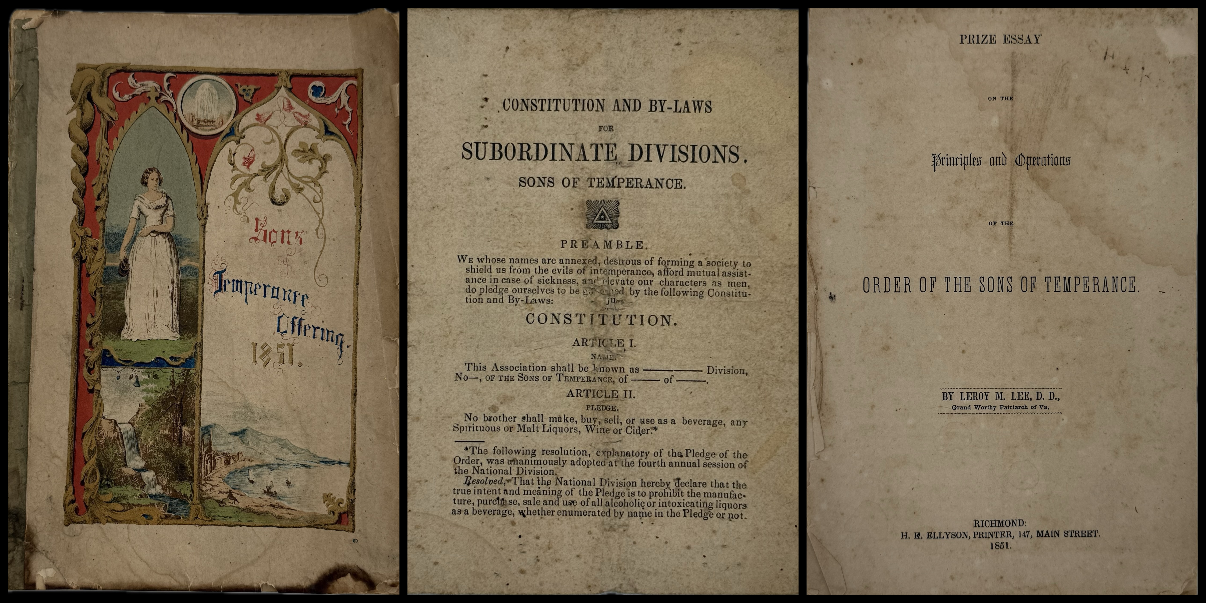 Sons
Temperance
Offering.
1851.
CONSTITUTION AND BY-LAWS
FOR
SUBORDINATE DIVISIONS.
SONS OF TEMPERANCE.
PREAMBLE.
WE whose names are annexed, desirous of forming a society to
shield us from the evils of intemperance, afford mutual assist-
ance in case of sickness, and elevate our characters as men,
do pledge ourselves to be governed by the following Constitu-
tion and By-Laws:
CONSTITUTION.
ARTICLE I.
NAME.
This Association shall be known as ——— Division,
No—, OF THE SONS OF TEMPERANCE, of —— of ——.
ARTICLE II.
PLEDGE,
No brother shall make, buy, sell, or use as a beverage, any
Spirituous or Malt Liquors, Wine or Cider.*
*The following resolution, explanatory of the Pledge of the
Order, was unanimously adopted at the fourth annual session of
the National Division.
Resolved, That the National Division hereby declare that the
true intent and meaning of the Pledge is to prohibit the manufac-
ture, purchase, sale and use of all alcoholic or intoxicating liquors
as a beverage, whether enumerated by name in the Pledge or not.
PRIZE ESSAY
ON THE
Principles and Operations
OF THE
ORDER OF THE SONS OF TEMPERANCE.
BY LEROY M. LEE, D. D.,
Grand Worthy Patriarch of Va.
RICHMOND:
H. K. ELLYSON, PRINTER, 147, MAIN STREET.
1851.